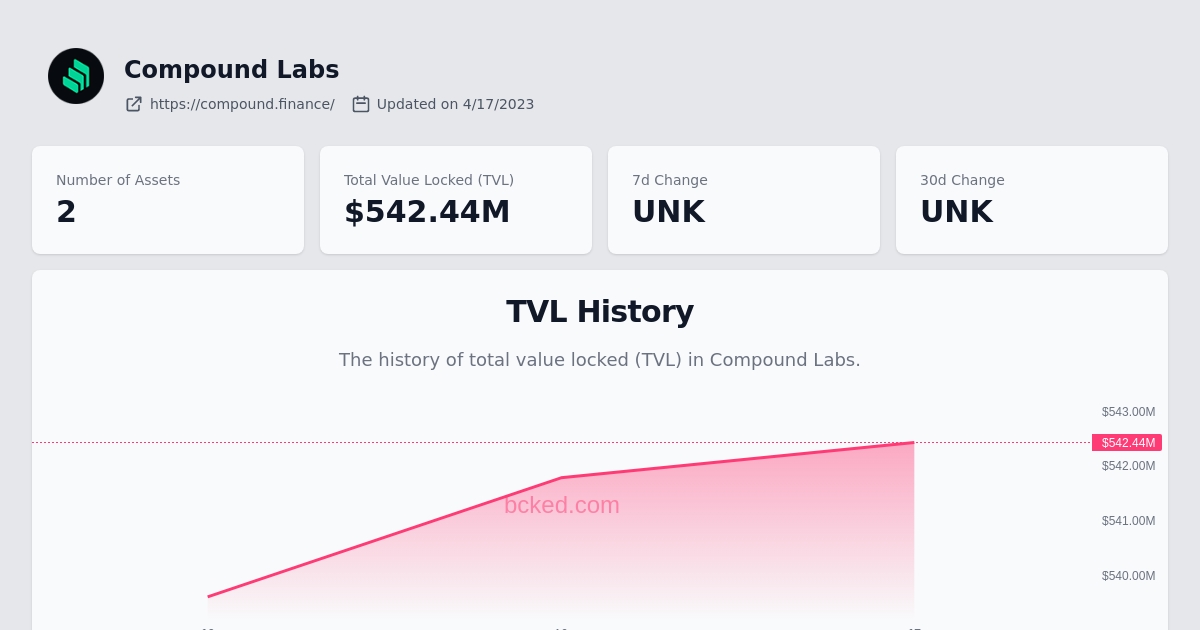 Compound Labs
https://compound.finance/ Updated on 4/17/2023
Number of Assets
2
Total Value Locked (TVL)
$542.44M
7d Change
UNK
30d Change
UNK
TVL History
The history of total value locked (TVL) in Compound Labs.
$543.00M
$542.44M
$542.00M
bcked.com
$541.00M
$540.00M